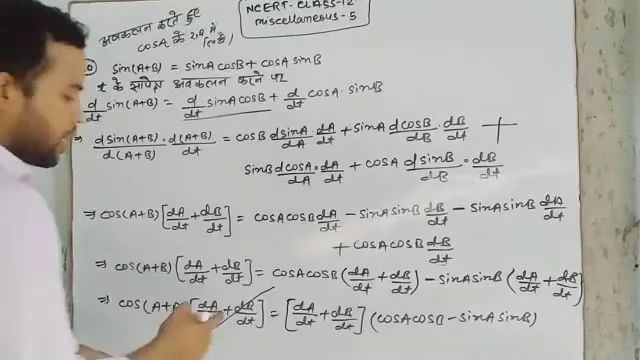 NCERT-CLASS-12
miscellaneous-5
अवकलन करते हुए
cosA के
sin(A+B) = sinA cosB + cosA sinB
t के सापेक्ष अवकलन करने पर
d/dt sin(A+B) = d/dt sinA cosB + d/dt cosA · sinB
⇒ d sin(A+B)/d(A+B) · d(A+B)/dt = cosB d sinA/dA · dA/dt + sinA d cosB/dB · dB/dt +
sinB d cosA/dA · dA/dt + cosA d sinB/dB · dB/dt
⇒ cos(A+B) [dA/dt + dB/dt] = cosA cosB dA/dt - sinA sinB dB/dt - sinA sinB dA/dt
+ cosA cosB dB/dt
⇒ cos(A+B) [dA/dt + dB/dt] = cosA cosB (dA/dt + dB/dt) - sinA sinB (dA/dt + dB/dt)
⇒ cos(A+ [dA + dB/dt] = [dA/dt + dB/dt] (cosA cosB - sinA sinB)